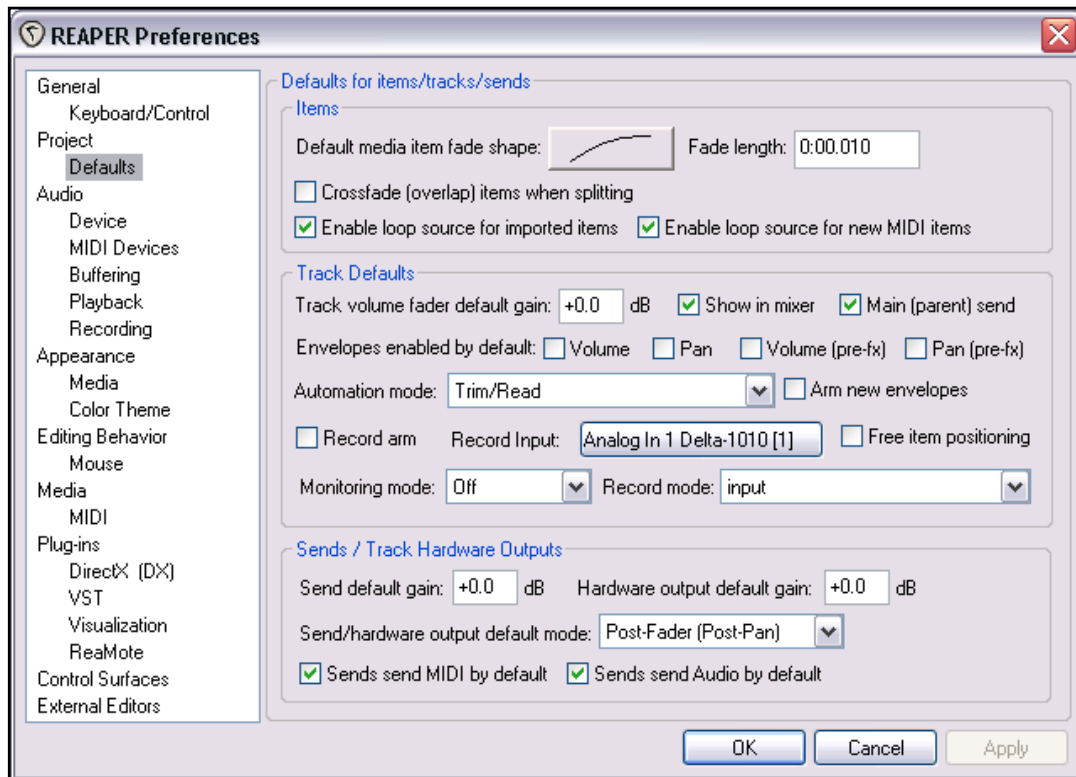 REAPER Preferences
General
Keyboard/Control
Project
Defaults
Audio
Device
MIDI Devices
Buffering
Playback
Recording
Appearance
Media
Color Theme
Editing Behavior
Mouse
Media
MIDI
Plug-ins
DirectX (DX)
VST
Visualization
ReaMote
Control Surfaces
External Editors
Defaults for items/tracks/sends
Items
Default media item fade shape: Fade length: 0:00.010
Crossfade (overlap) items when splitting
Enable loop source for imported items Enable loop source for new MIDI items
Track Defaults
Track volume fader default gain: +0.0 dB Show in mixer Main (parent) send
Envelopes enabled by default: Volume Pan Volume (pre-fx) Pan (pre-fx)
Automation mode: Trim/Read Arm new envelopes
Record arm Record Input: Analog In 1 Delta-1010 [1] Free item positioning
Monitoring mode: Off Record mode: input
Sends / Track Hardware Outputs
Send default gain: +0.0 dB Hardware output default gain: +0.0 dB
Send/hardware output default mode: Post-Fader (Post-Pan)
Sends send MIDI by default Sends send Audio by default
OK Cancel Apply